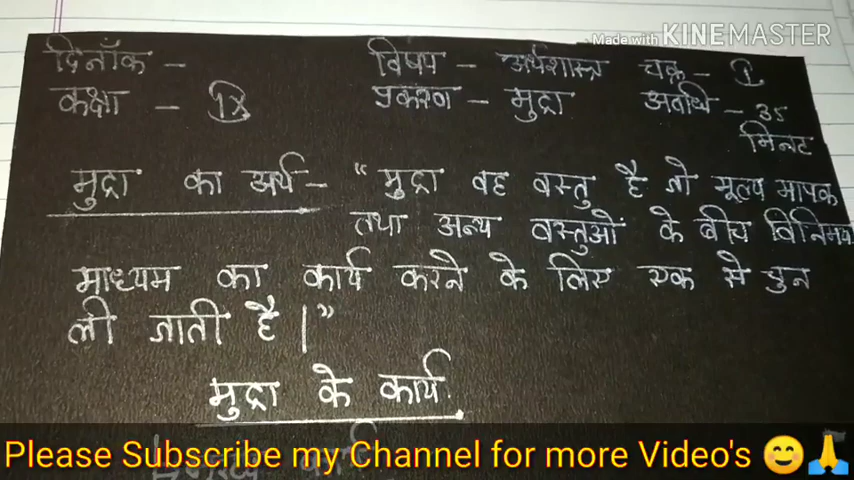 Made with KINEMASTER
दिनाँक - विषय - अर्थशास्त्र चक्र - 1
कक्षा - IX प्रकरण - मुद्रा अवधि - 35
मिनट
मुद्रा का अर्थ - "मुद्रा वह वस्तु है जो मूल्य मापक
तथा अन्य वस्तुओं के बीच विनिमय
माध्यम का कार्य करने के लिए एक से चुन
ली जाती है।"
मुद्रा के कार्य
Please Subscribe my Channel for more Video's 😊🙏